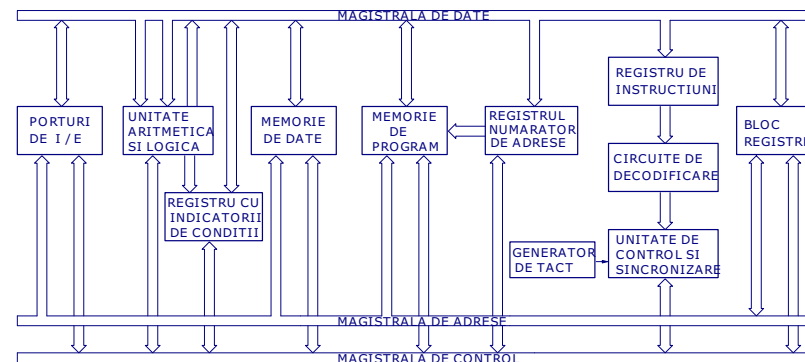 MAGISTRALA DE DATE
PORTURI
DE I / E
UNITATE
ARITMETICA
SI LOGICA
MEMORIE
DE DATE
MEMORIE
DE
PROGRAM
REGISTRUL
NUMARATOR
DE ADRESE
REGISTRU DE
INSTRUCTIUNI
BLOC
REGISTRE
CIRCUITE DE
DECODIFICARE
REGISTRU CU
INDICATORII
DE CONDITII
GENERATOR
DE TACT
UNITATE DE
CONTROL SI
SINCRONIZARE
MAGISTRALA DE ADRESE
MAGISTRALA DE CONTROL